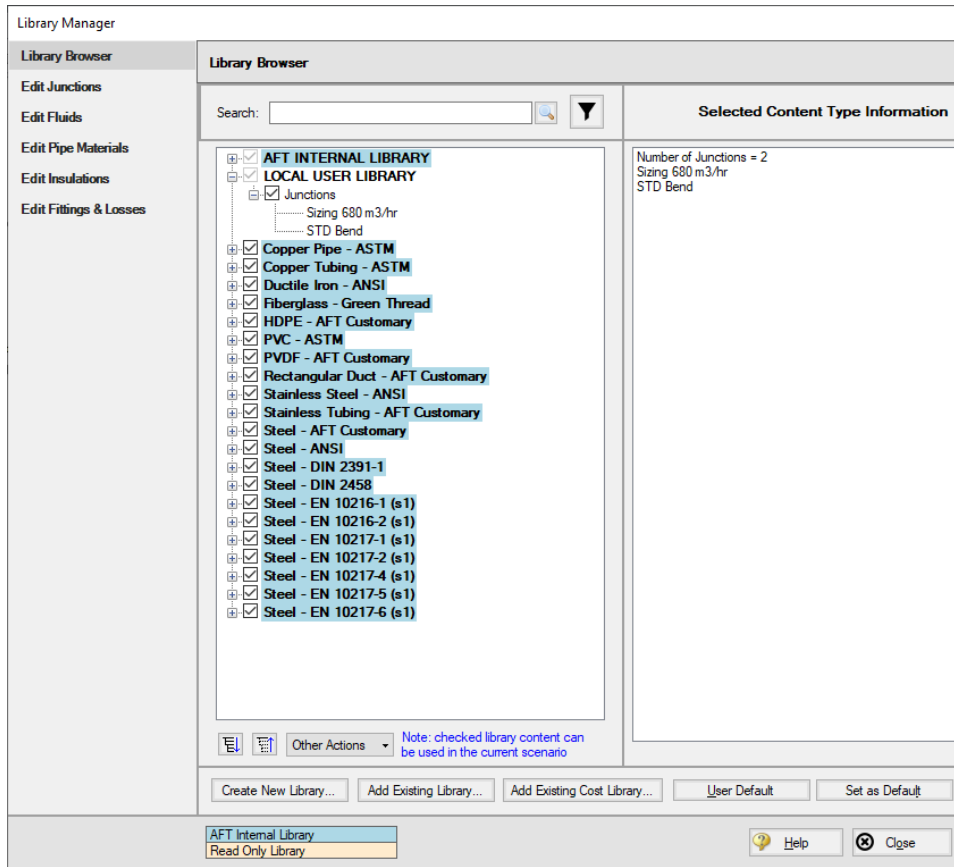 Library Manager
Library Browser
Edit Junctions
Edit Fluids
Edit Pipe Materials
Edit Insulations
Edit Fittings & Losses
Library Browser
Search:
Selected Content Type Information
AFT INTERNAL LIBRARY
LOCAL USER LIBRARY
Junctions
Sizing 680 m3/hr
STD Bend
Copper Pipe - ASTM
Copper Tubing - ASTM
Ductile Iron - ANSI
Fiberglass - Green Thread
HDPE - AFT Customary
PVC - ASTM
PVDF - AFT Customary
Rectangular Duct - AFT Customary
Stainless Steel - ANSI
Stainless Tubing - AFT Customary
Steel - AFT Customary
Steel - ANSI
Steel - DIN 2391-1
Steel - DIN 2458
Steel - EN 10216-1 (s1)
Steel - EN 10216-2 (s1)
Steel - EN 10217-1 (s1)
Steel - EN 10217-2 (s1)
Steel - EN 10217-4 (s1)
Steel - EN 10217-5 (s1)
Steel - EN 10217-6 (s1)
Number of Junctions = 2
Sizing 680 m3/hr
STD Bend
Other Actions
Note: checked library content can
be used in the current scenario
Create New Library...
Add Existing Library...
Add Existing Cost Library...
User Default
Set as Default
AFT Internal Library
Read Only Library
Help
Close